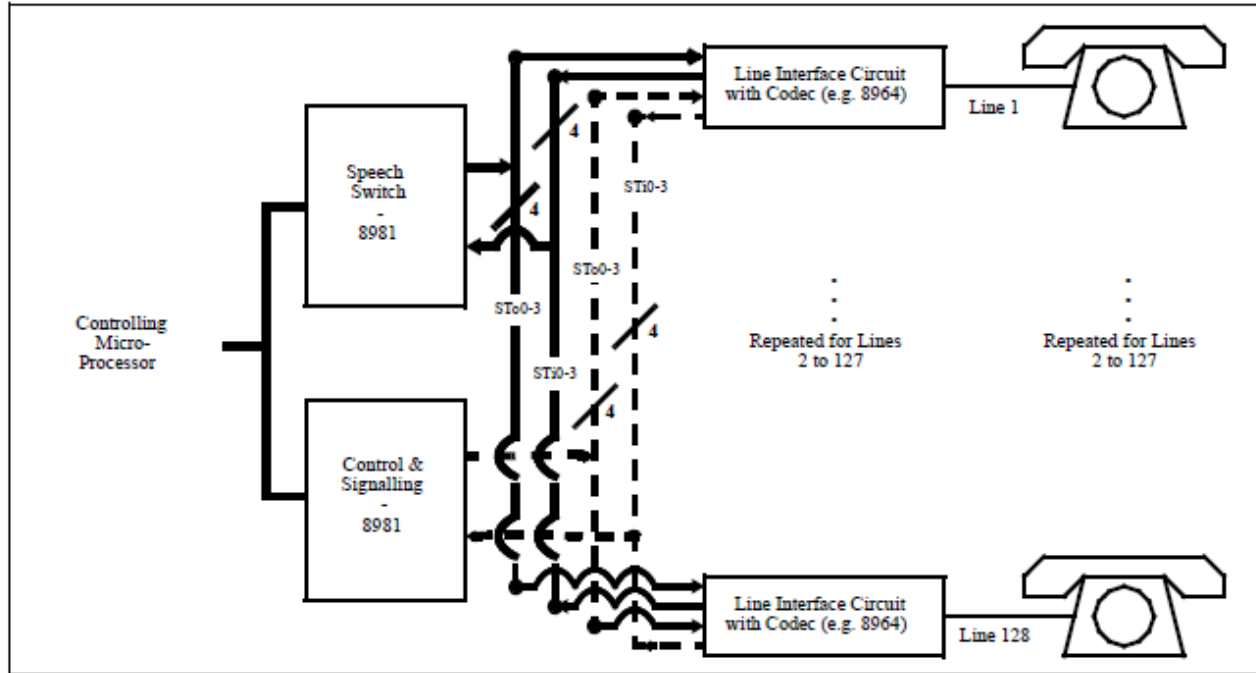 Line Interface Circuit
with Codec (e.g. 8964)
Line 1
4
Speech
Switch
-
8981
4
STi0-3
STo0-3
STo0-3
Controlling
Micro-
Processor
4
Repeated for Lines
2 to 127
Repeated for Lines
2 to 127
STi0-3
4
Control &
Signalling
-
8981
Line Interface Circuit
with Codec (e.g. 8964)
Line 128